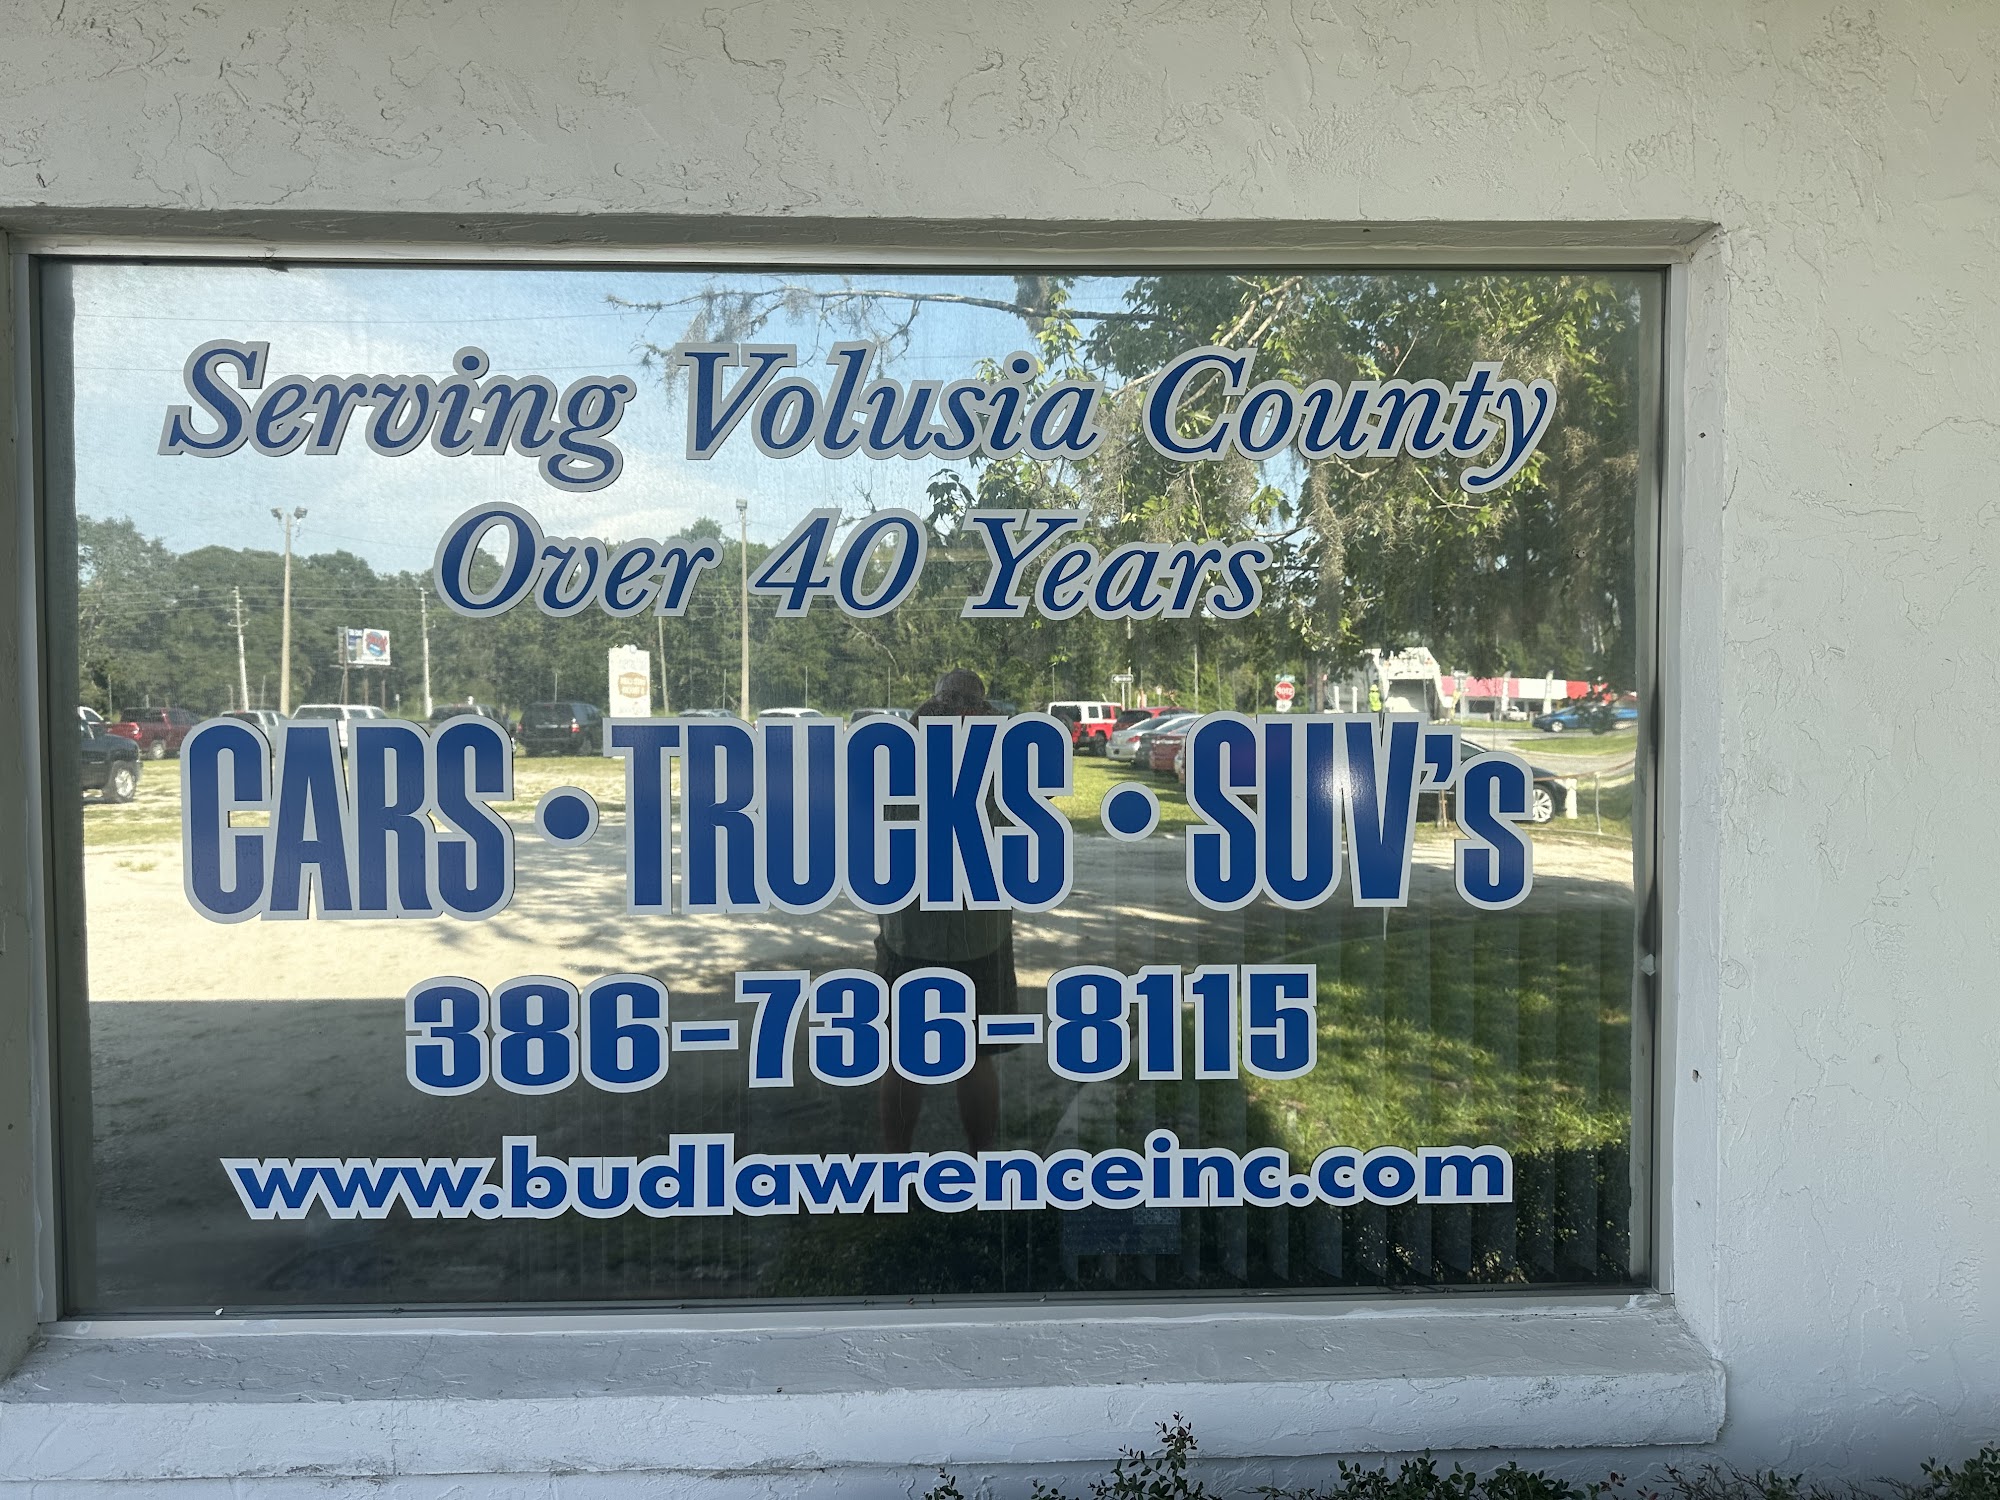 Serving Volusia County
Over 40 Years
CARS • TRUCKS • SUV's
386-736-8115
www.budlawrenceinc.com